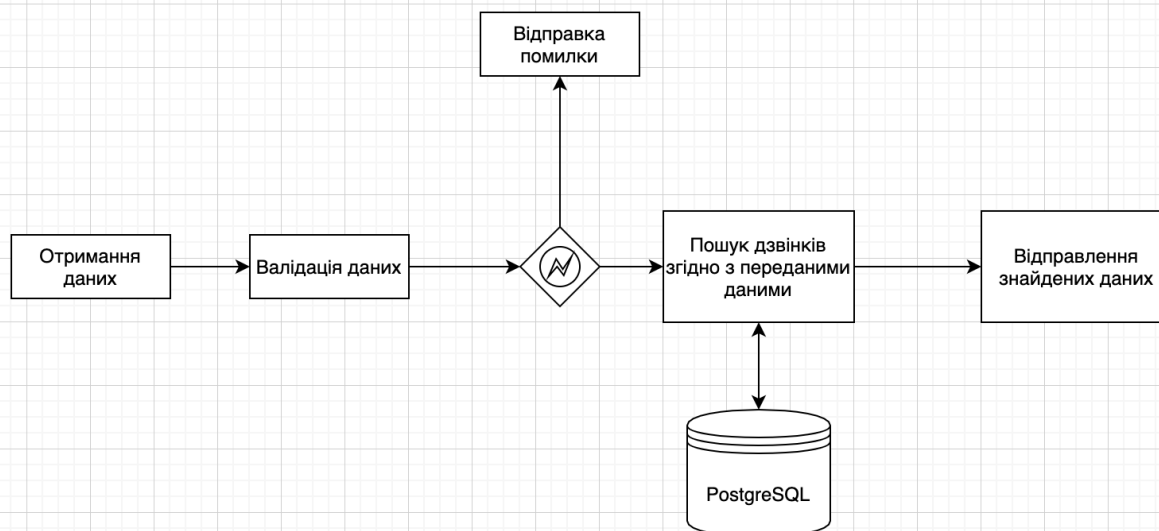 Відправка
помилки
Отримання
даних
Валідація даних
Пошук дзвінків
згідно з переданими
даними
Відправлення
знайдених даних
PostgreSQL